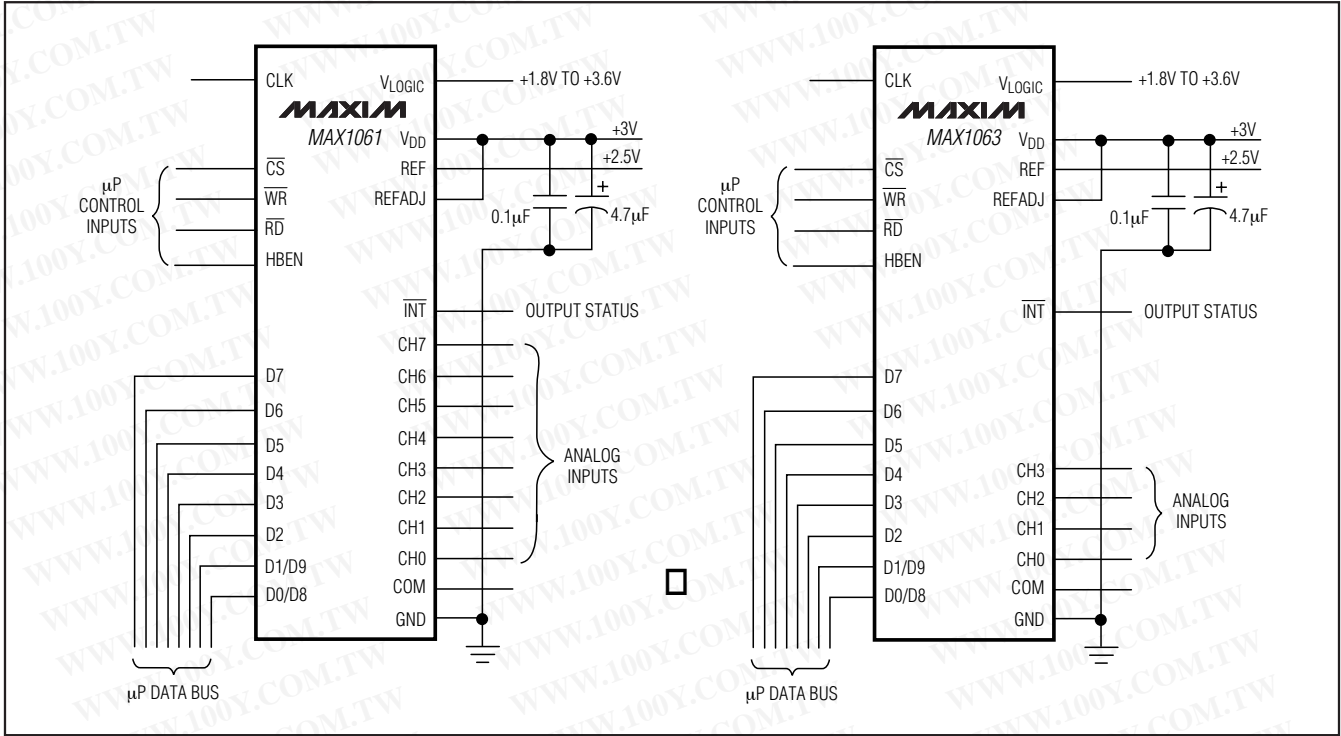 CLK
VLOGIC
+1.8V TO +3.6V
MAXIM
MAX1061
VDD
+3V
μP
CONTROL
INPUTS
CS
WR
RD
HBEN
REF
+2.5V
REFADJ
0.1μF
+
4.7μF
INT
OUTPUT STATUS
CH7
CH6
CH5
CH4
CH3
CH2
CH1
CH0
ANALOG
INPUTS
COM
GND
D7
D6
D5
D4
D3
D2
D1/D9
D0/D8
μP DATA BUS
CLK
VLOGIC
+1.8V TO +3.6V
MAXIM
MAX1063
VDD
+3V
μP
CONTROL
INPUTS
CS
WR
RD
HBEN
REF
+2.5V
REFADJ
0.1μF
+
4.7μF
INT
OUTPUT STATUS
CH3
CH2
CH1
CH0
ANALOG
INPUTS
COM
GND
D7
D6
D5
D4
D3
D2
D1/D9
D0/D8
μP DATA BUS
WWW.100Y.COM.TW